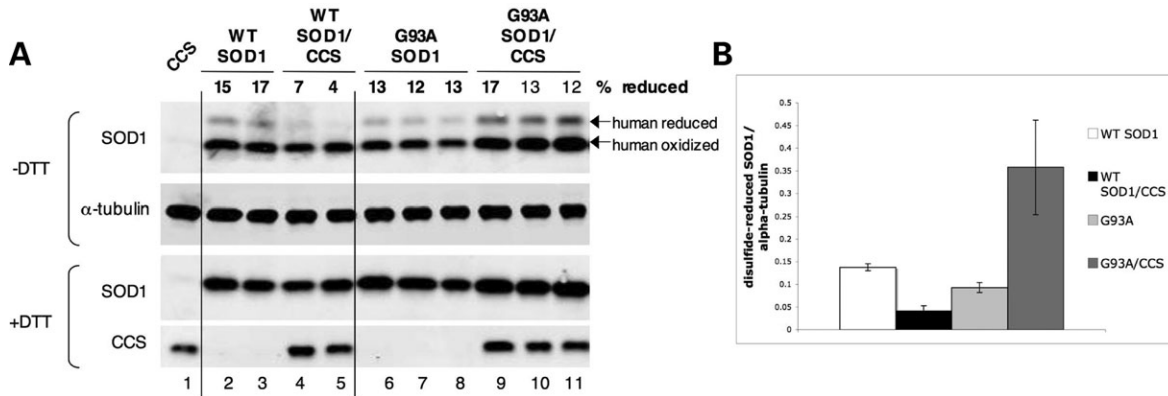 A
CCS
WT
SOD1
WT
SOD1/
CCS
G93A
SOD1
G93A
SOD1/
CCS
15 17 7 4 13 12 13 17 13 12 % reduced
-DTT
SOD1
human reduced
human oxidized
α-tubulin
+DTT
SOD1
CCS
1 2 3 4 5 6 7 8 9 10 11
B
disulfide-reduced SOD1/
alpha-tubulin
0.5
0.45
0.4
0.35
0.3
0.25
0.2
0.15
0.1
0.05
0
WT SOD1
WT
SOD1/CCS
G93A
G93A/CCS